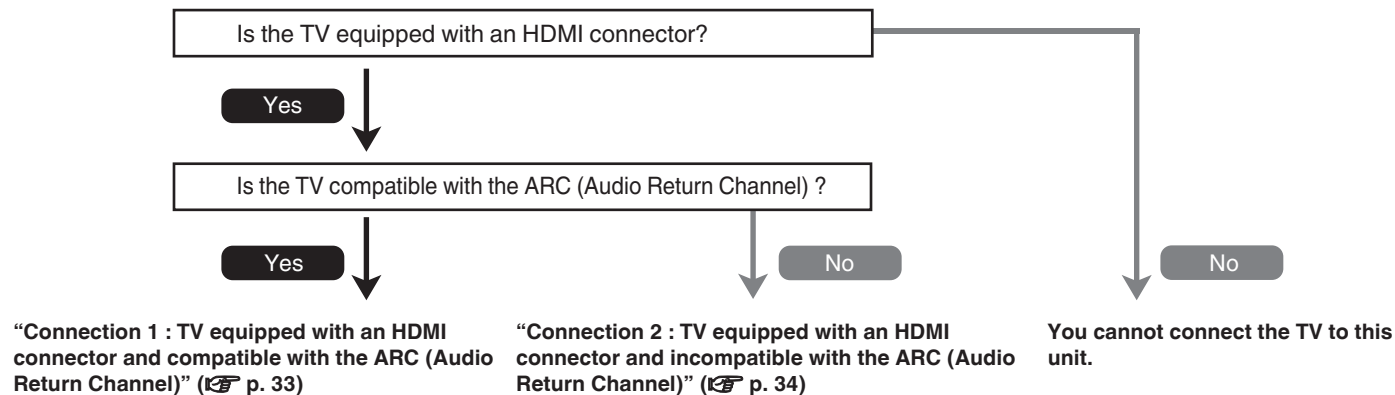 Is the TV equipped with an HDMI connector?
Yes
Is the TV compatible with the ARC (Audio Return Channel) ?
Yes
No
No
“Connection 1 : TV equipped with an HDMI
connector and compatible with the ARC (Audio
Return Channel)” (☞ p. 33)
“Connection 2 : TV equipped with an HDMI
connector and incompatible with the ARC (Audio
Return Channel)” (☞ p. 34)
You cannot connect the TV to this
unit.